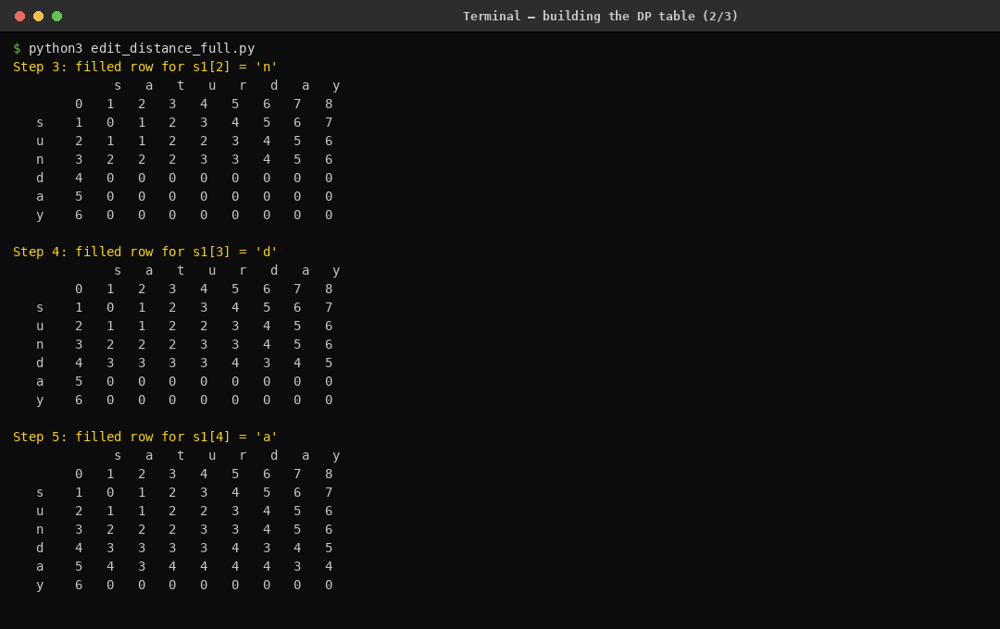 Terminal — building the DP table (2/3)
$ python3 edit_distance_full.py
Step 3: filled row for s1[2] = 'n'
             s   a   t   u   r   d   a   y
        0   1   2   3   4   5   6   7   8
   s    1   0   1   2   3   4   5   6   7
   u    2   1   1   2   2   3   4   5   6
   n    3   2   2   2   3   3   4   5   6
   d    4   0   0   0   0   0   0   0   0
   a    5   0   0   0   0   0   0   0   0
   y    6   0   0   0   0   0   0   0   0

Step 4: filled row for s1[3] = 'd'
             s   a   t   u   r   d   a   y
        0   1   2   3   4   5   6   7   8
   s    1   0   1   2   3   4   5   6   7
   u    2   1   1   2   2   3   4   5   6
   n    3   2   2   2   3   3   4   5   6
   d    4   3   3   3   3   4   3   4   5
   a    5   0   0   0   0   0   0   0   0
   y    6   0   0   0   0   0   0   0   0

Step 5: filled row for s1[4] = 'a'
             s   a   t   u   r   d   a   y
        0   1   2   3   4   5   6   7   8
   s    1   0   1   2   3   4   5   6   7
   u    2   1   1   2   2   3   4   5   6
   n    3   2   2   2   3   3   4   5   6
   d    4   3   3   3   3   4   3   4   5
   a    5   4   3   4   4   4   4   3   4
   y    6   0   0   0   0   0   0   0   0